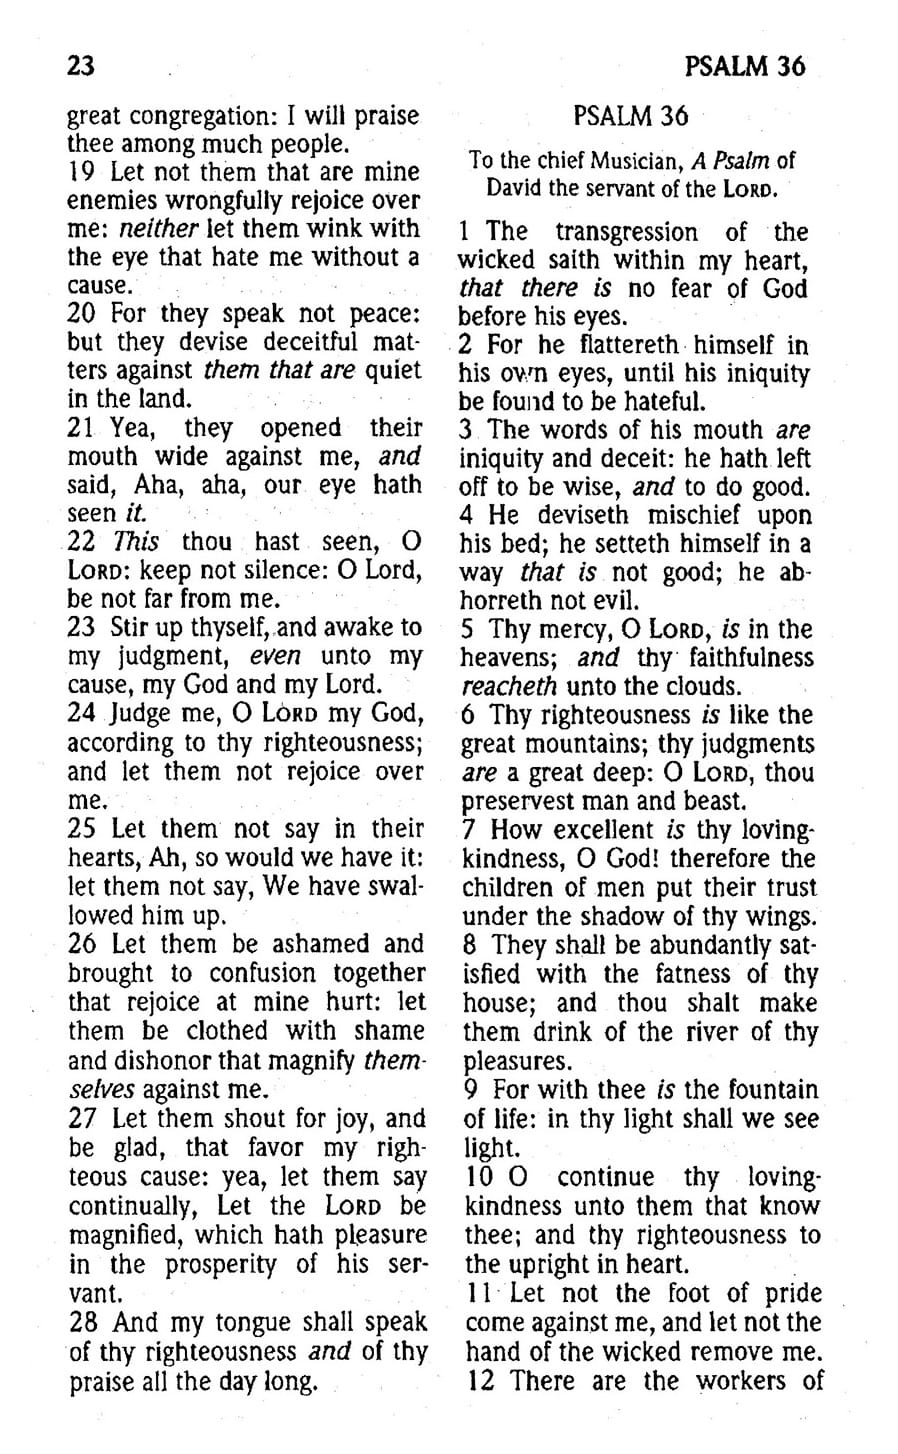 23
PSALM 36
great congregation: I will praise
thee among much people.
19 Let not them that are mine
enemies wrongfully rejoice over
me: neither let them wink with
the eye that hate me without a
cause.
20 For they speak not peace:
but they devise deceitful mat-
ters against them that are quiet
in the land.
21 Yea, they opened their
mouth wide against me, and
said, Aha, aha, our eye hath
seen it.
22 This thou hast seen, O
LORD: keep not silence: O Lord,
be not far from me.
23 Stir up thyself, and awake to
my judgment, even unto my
cause, my God and my Lord.
24 Judge me, O LORD my God,
according to thy righteousness;
and let them not rejoice over
me.
25 Let them not say in their
hearts, Ah, so would we have it:
let them not say, We have swal-
lowed him up.
26 Let them be ashamed and
brought to confusion together
that rejoice at mine hurt: let
them be clothed with shame
and dishonor that magnify them-
selves against me.
27 Let them shout for joy, and
be glad, that favor my righ-
teous cause: yea, let them say
continually, Let the LORD be
magnified, which hath pleasure
in the prosperity of his ser-
vant.
28 And my tongue shall speak
of thy righteousness and of thy
praise all the day long.
PSALM 36
To the chief Musician, A Psalm of
David the servant of the LORD.
1 The transgression of the
wicked saith within my heart,
that there is no fear of God
before his eyes.
2 For he flattereth himself in
his own eyes, until his iniquity
be found to be hateful.
3 The words of his mouth are
iniquity and deceit: he hath left
off to be wise, and to do good.
4 He deviseth mischief upon
his bed; he setteth himself in a
way that is not good; he ab-
horreth not evil.
5 Thy mercy, O LORD, is in the
heavens; and thy faithfulness
reacheth unto the clouds.
6 Thy righteousness is like the
great mountains; thy judgments
are a great deep: O LORD, thou
preservest man and beast.
7 How excellent is thy loving-
kindness, O God! therefore the
children of men put their trust
under the shadow of thy wings.
8 They shall be abundantly sat-
isfied with the fatness of thy
house; and thou shalt make
them drink of the river of thy
pleasures.
9 For with thee is the fountain
of life: in thy light shall we see
light.
10 O continue thy loving-
kindness unto them that know
thee; and thy righteousness to
the upright in heart.
11 Let not the foot of pride
come against me, and let not the
hand of the wicked remove me.
12 There are the workers of